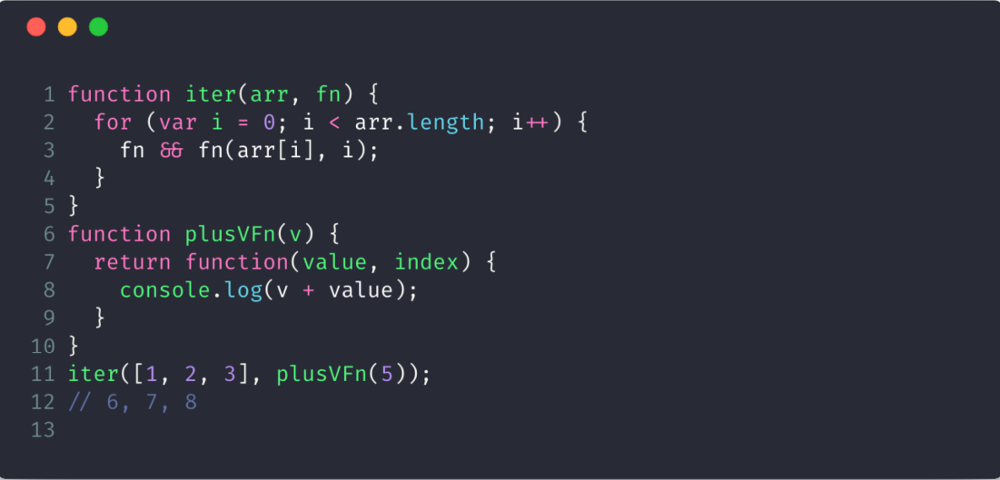 1 function iter(arr, fn) {
2   for (var i = 0; i < arr.length; i++) {
3     fn && fn(arr[i], i);
4   }
5 }
6 function plusVFn(v) {
7   return function(value, index) {
8     console.log(v + value);
9   }
10 }
11 iter([1, 2, 3], plusVFn(5));
12 // 6, 7, 8
13